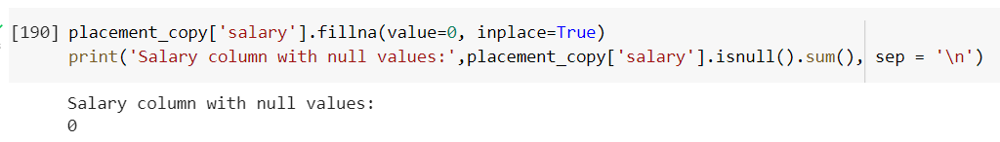 [190] placement_copy['salary'].fillna(value=0, inplace=True)
print('Salary column with null values:',placement_copy['salary'].isnull().sum(), sep = '\n')
Salary column with null values:
0